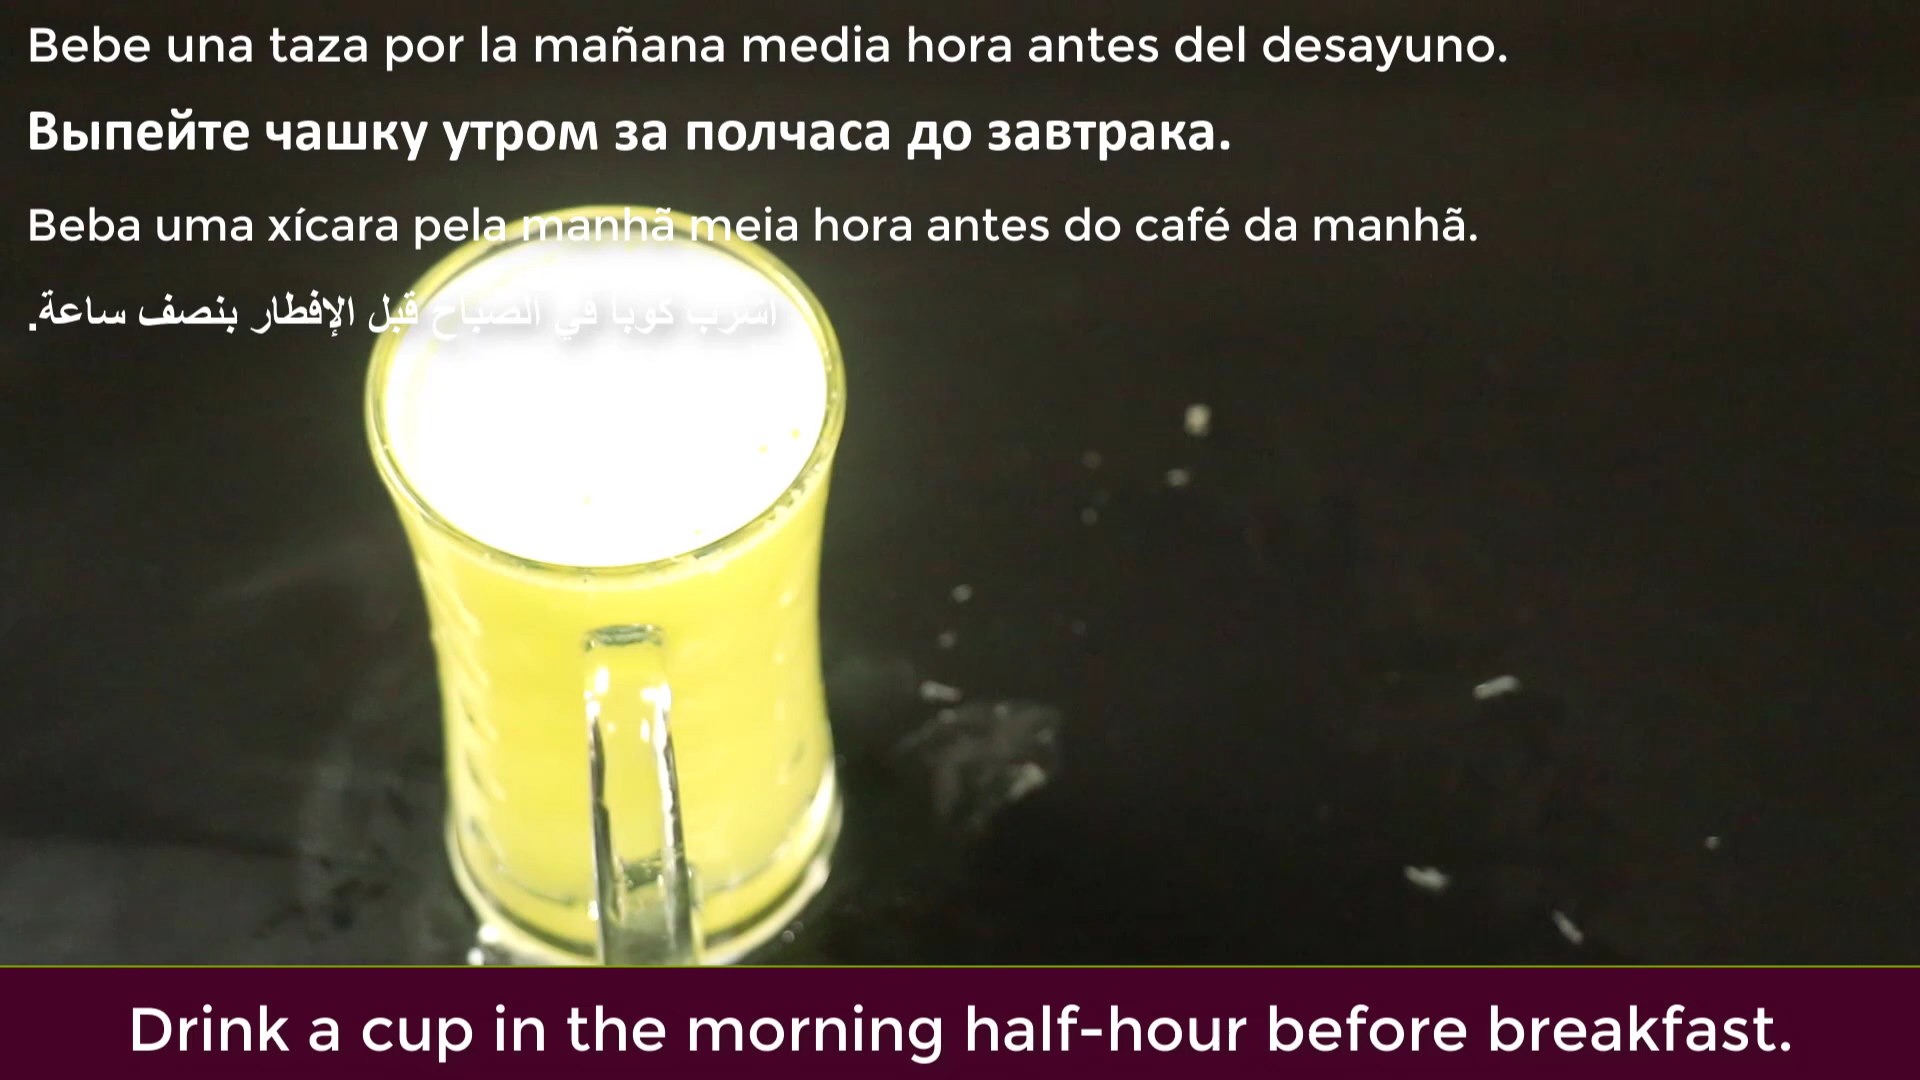 Bebe una taza por la mañana media hora antes del desayuno.
Выпейте чашку утром за полчаса до завтрака.
Beba uma xícara pela manhã meia hora antes do café da manhã.
اشرب كوبا في الصباح قبل الإفطار بنصف ساعة.
Drink a cup in the morning half-hour before breakfast.